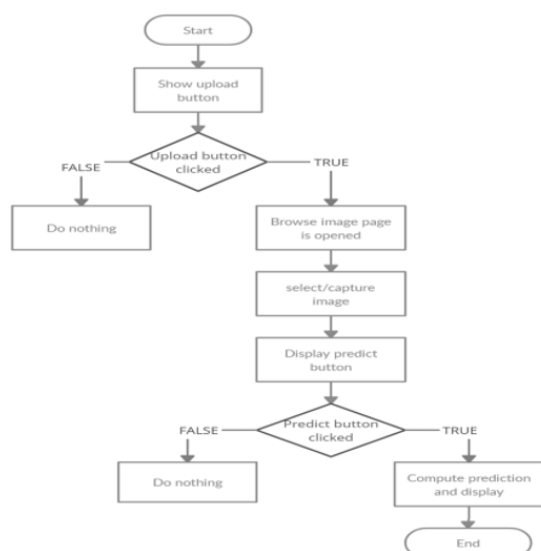 Start
Show upload
button
Upload button
clicked
FALSE
TRUE
Do nothing
Browse image page
is opened
select/capture
image
Display predict
button
Predict button
clicked
FALSE
TRUE
Do nothing
Compute prediction
and display
End